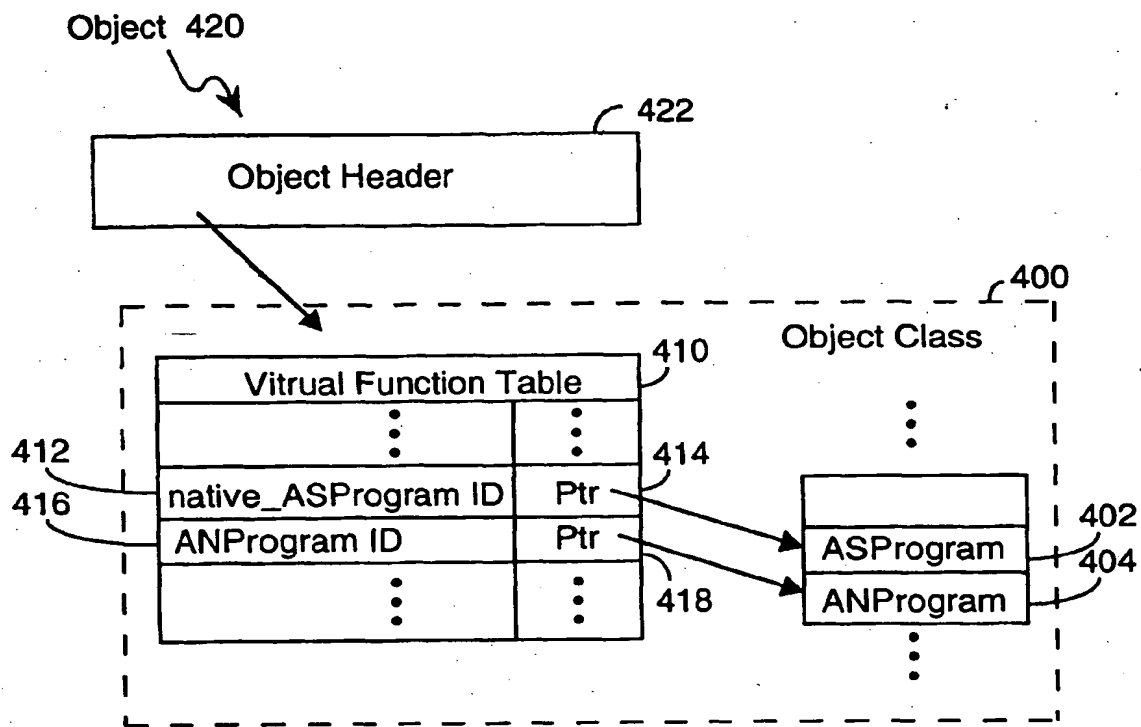 Object 420
422
Object Header
400
Object Class
410
Vitrual Function Table
412
native_ASProgram ID Ptr 414
416
ANProgram ID Ptr
418
ASProgram 402
ANProgram 404